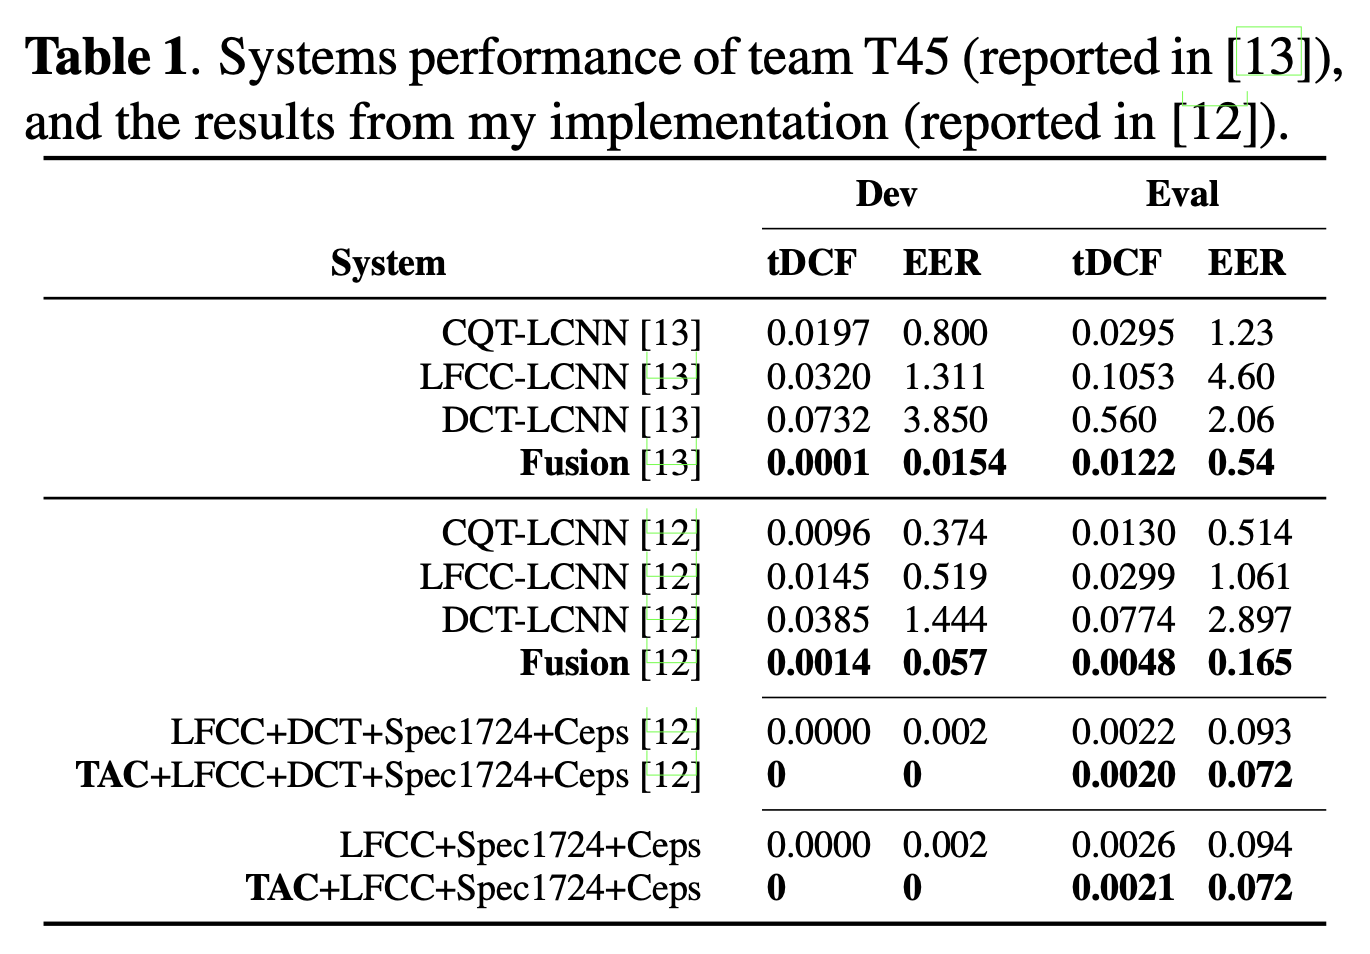 Table 1. Systems performance of team T45 (reported in [13]),
and the results from my implementation (reported in [12]).
Dev Eval
System tDCF EER tDCF EER
CQT-LCNN [13] 0.0197 0.800 0.0295 1.23
LFCC-LCNN [13] 0.0320 1.311 0.1053 4.60
DCT-LCNN [13] 0.0732 3.850 0.560 2.06
Fusion [13] 0.0001 0.0154 0.0122 0.54
CQT-LCNN [12] 0.0096 0.374 0.0130 0.514
LFCC-LCNN [12] 0.0145 0.519 0.0299 1.061
DCT-LCNN [12] 0.0385 1.444 0.0774 2.897
Fusion [12] 0.0014 0.057 0.0048 0.165
LFCC+DCT+Spec1724+Ceps [12] 0.0000 0.002 0.0022 0.093
TAC+LFCC+DCT+Spec1724+Ceps [12] 0 0 0.0020 0.072
LFCC+Spec1724+Ceps 0.0000 0.002 0.0026 0.094
TAC+LFCC+Spec1724+Ceps 0 0 0.0021 0.072